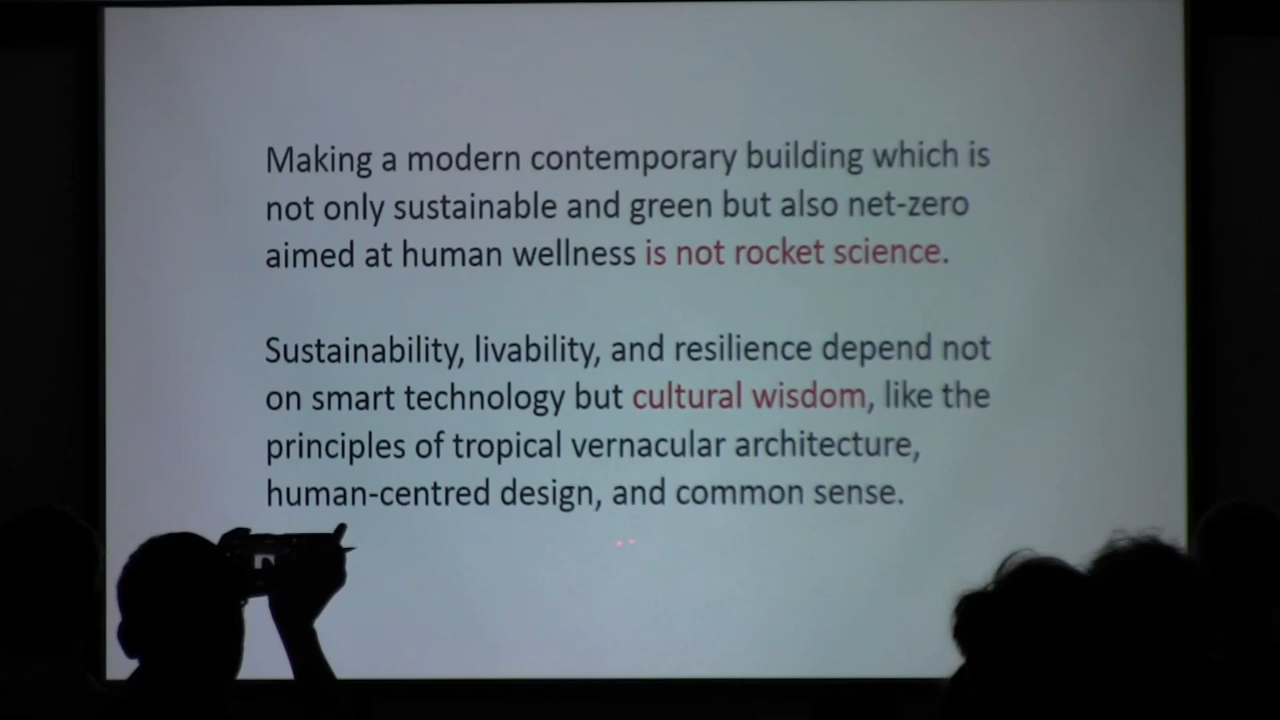 Making a modern contemporary building which is
not only sustainable and green but also net-zero
aimed at human wellness is not rocket science.
Sustainability, livability, and resilience depend not
on smart technology but cultural wisdom, like the
principles of tropical vernacular architecture,
human-centred design, and common sense.